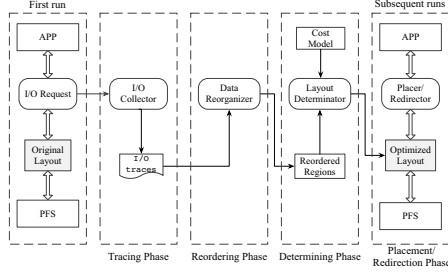 First run
Subsequent runs
APP
Cost
Model
APP
I/O Request
I/O
Collector
Data
Reorganizer
Layout
Determinator
Placer/
Redirector
Original
Layout
I/O
traces
Reordered
Regions
Optimized
Layout
PFS
PFS
Tracing Phase
Reordering Phase
Determining Phase
Placement/
Redirection Phase